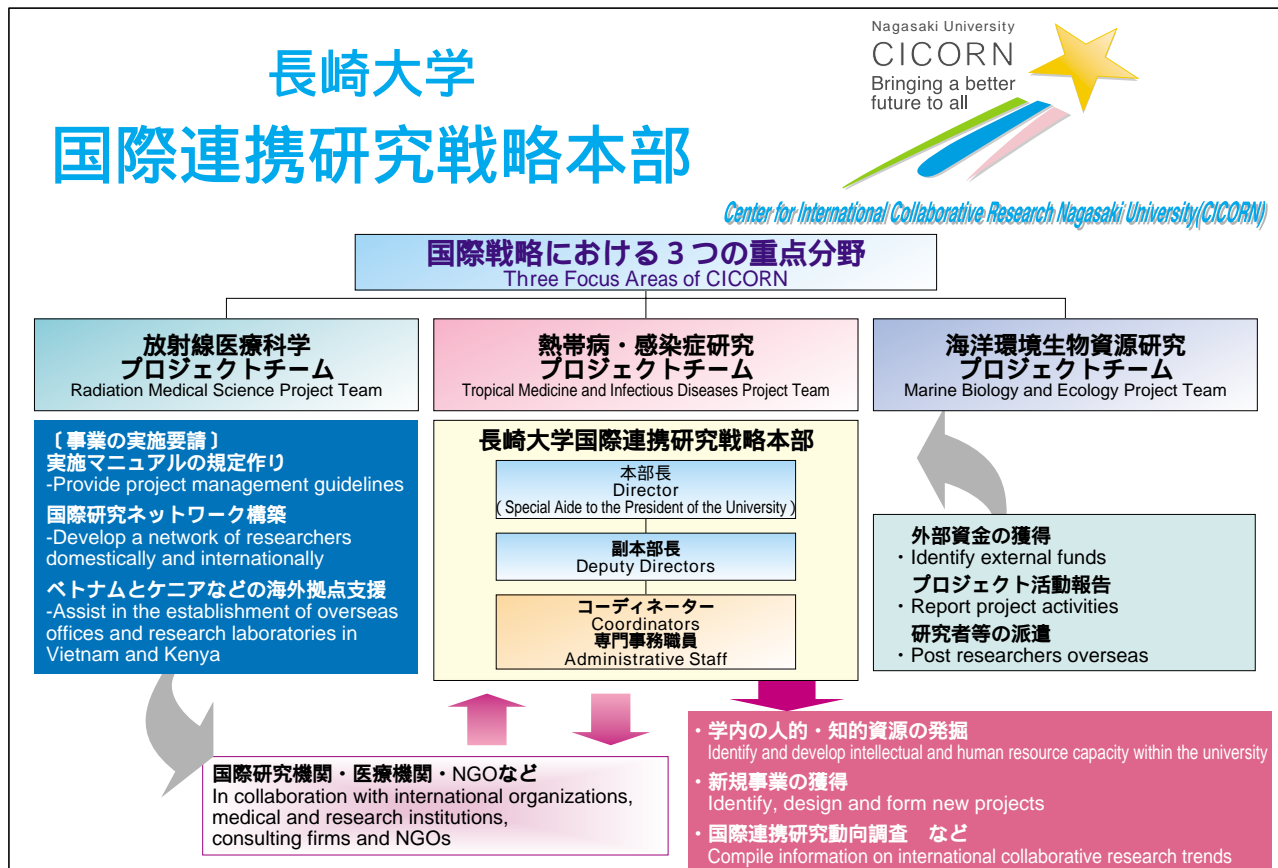 長崎大学
国際連携研究戦略本部
Nagasaki University
CICORN
Bringing a better
future to all
Center for International Collaborative Research Nagasaki University(CICORN)
国際戦略における３つの重点分野
Three Focus Areas of CICORN
放射線医療科学
プロジェクトチーム
Radiation Medical Science Project Team
熱帯病・感染症研究
プロジェクトチーム
Tropical Medicine and Infectious Diseases Project Team
海洋環境生物資源研究
プロジェクトチーム
Marine Biology and Ecology Project Team
〔事業の実施要請〕
実施マニュアルの規定作り
-Provide project management guidelines
国際研究ネットワーク構築
-Develop a network of researchers
domestically and internationally
ベトナムとケニアなどの海外拠点支援
-Assist in the establishment of overseas
offices and research laboratories in
Vietnam and Kenya
長崎大学国際連携研究戦略本部
本部長
Director
（Special Aide to the President of the University）
副本部長
Deputy Directors
コーディネーター
Coordinators
専門事務職員
Administrative Staff
外部資金の獲得
・Identify external funds
プロジェクト活動報告
・Report project activities
研究者等の派遣
・Post researchers overseas
国際研究機関・医療機関・NGOなど
In collaboration with international organizations,
medical and research institutions,
consulting firms and NGOs
・学内の人的・知的資源の発掘
Identify and develop intellectual and human resource capacity within the university
・新規事業の獲得
Identify, design and form new projects
・国際連携研究動向調査　など
Compile information on international collaborative research trends